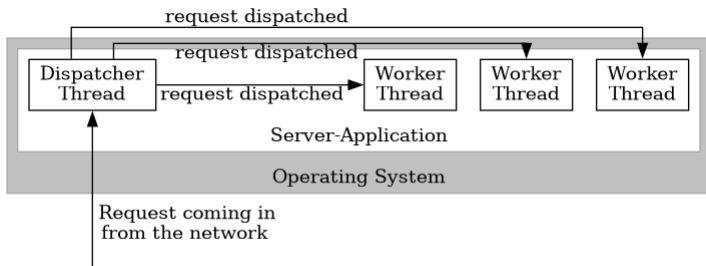 request dispatched
request dispatched
Dispatcher
Thread
request dispatched
Worker
Thread
Worker
Thread
Worker
Thread
Server-Application
Operating System
Request coming in
from the network